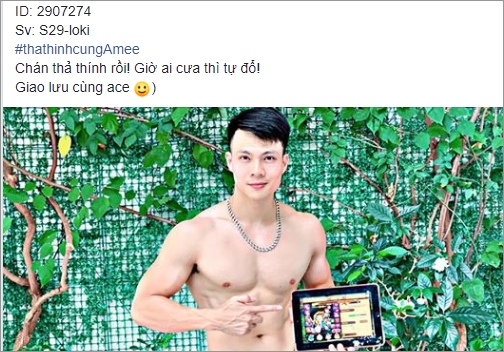 ID: 2907274
Sv: S29-loki
#thathinhcungAmee
Chán thả thính rồi! Giờ ai cưa thì tự đổ!
Giao lưu cùng ace 🙂 )